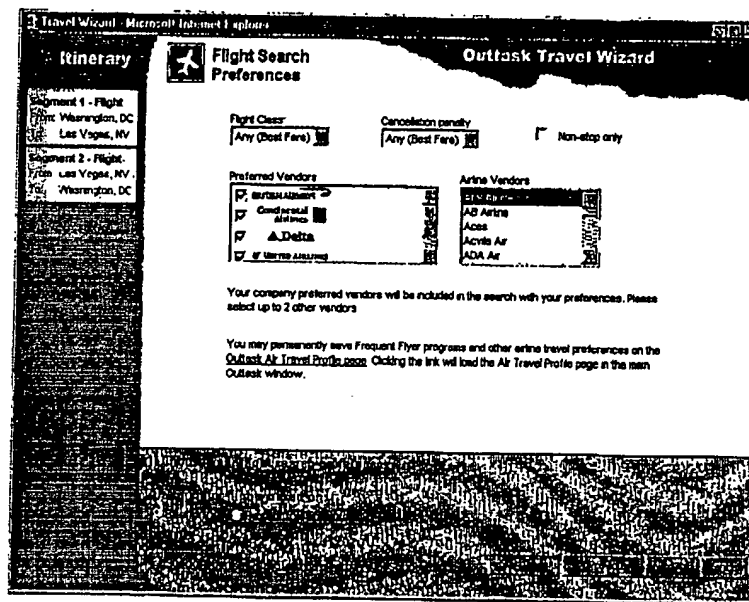 Travel Wizard - Microsoft Internet Explorer
Itinerary
Flight Search
Preferences
Outtask Travel Wizard
Segment 1 - Flight
From: Washington, DC
To: Las Vegas, NV
Segment 2 - Flight
From: Las Vegas, NV
To: Washington, DC
Flight Class:
Any (Best Fare)
Cancellation penalty
Any (Best Fare)
Non-stop only
Preferred Vendors
Continental
Airlines
Delta
Airline Vendors
AB Airline
Aces
ADA Air
Your company preferred vendors will be included in the search with your preferences. Please
select up to 2 other vendors
You may permanently save Frequent Flyer programs and other airline travel preferences on the
Outtask Air Travel Profile page. Clicking the link will load the Air Travel Profile page in the main
Outtask window.